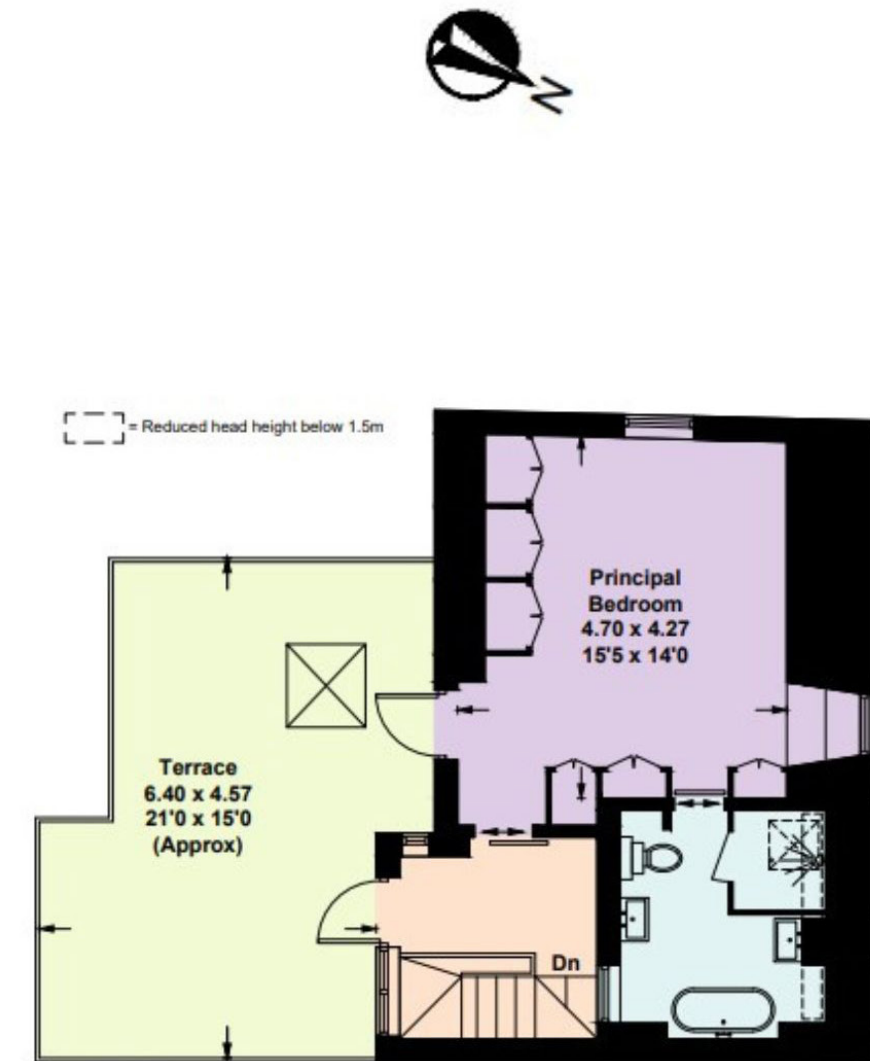 N
= Reduced head height below 1.5m
Principal
Bedroom
4.70 x 4.27
15'5 x 14'0
Terrace
6.40 x 4.57
21'0 x 15'0
(Approx)
Dn